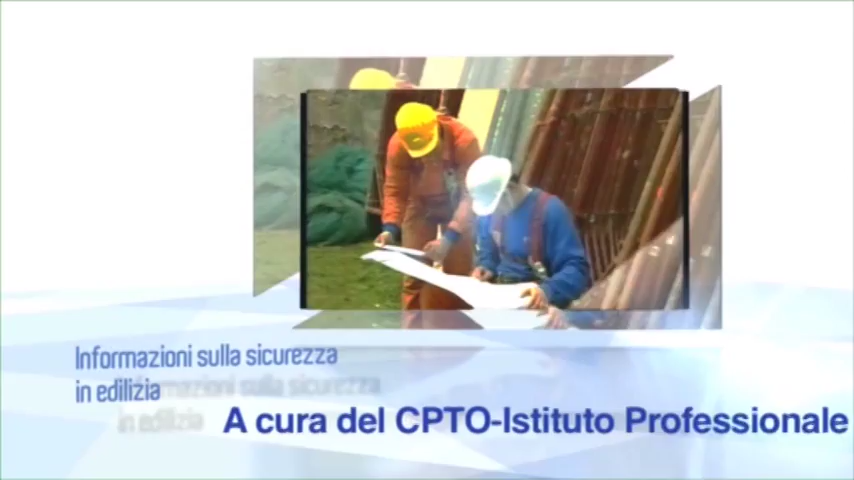 Informazioni sulla sicurezza
in edilizia
A cura del CPTO-Istituto Professionale